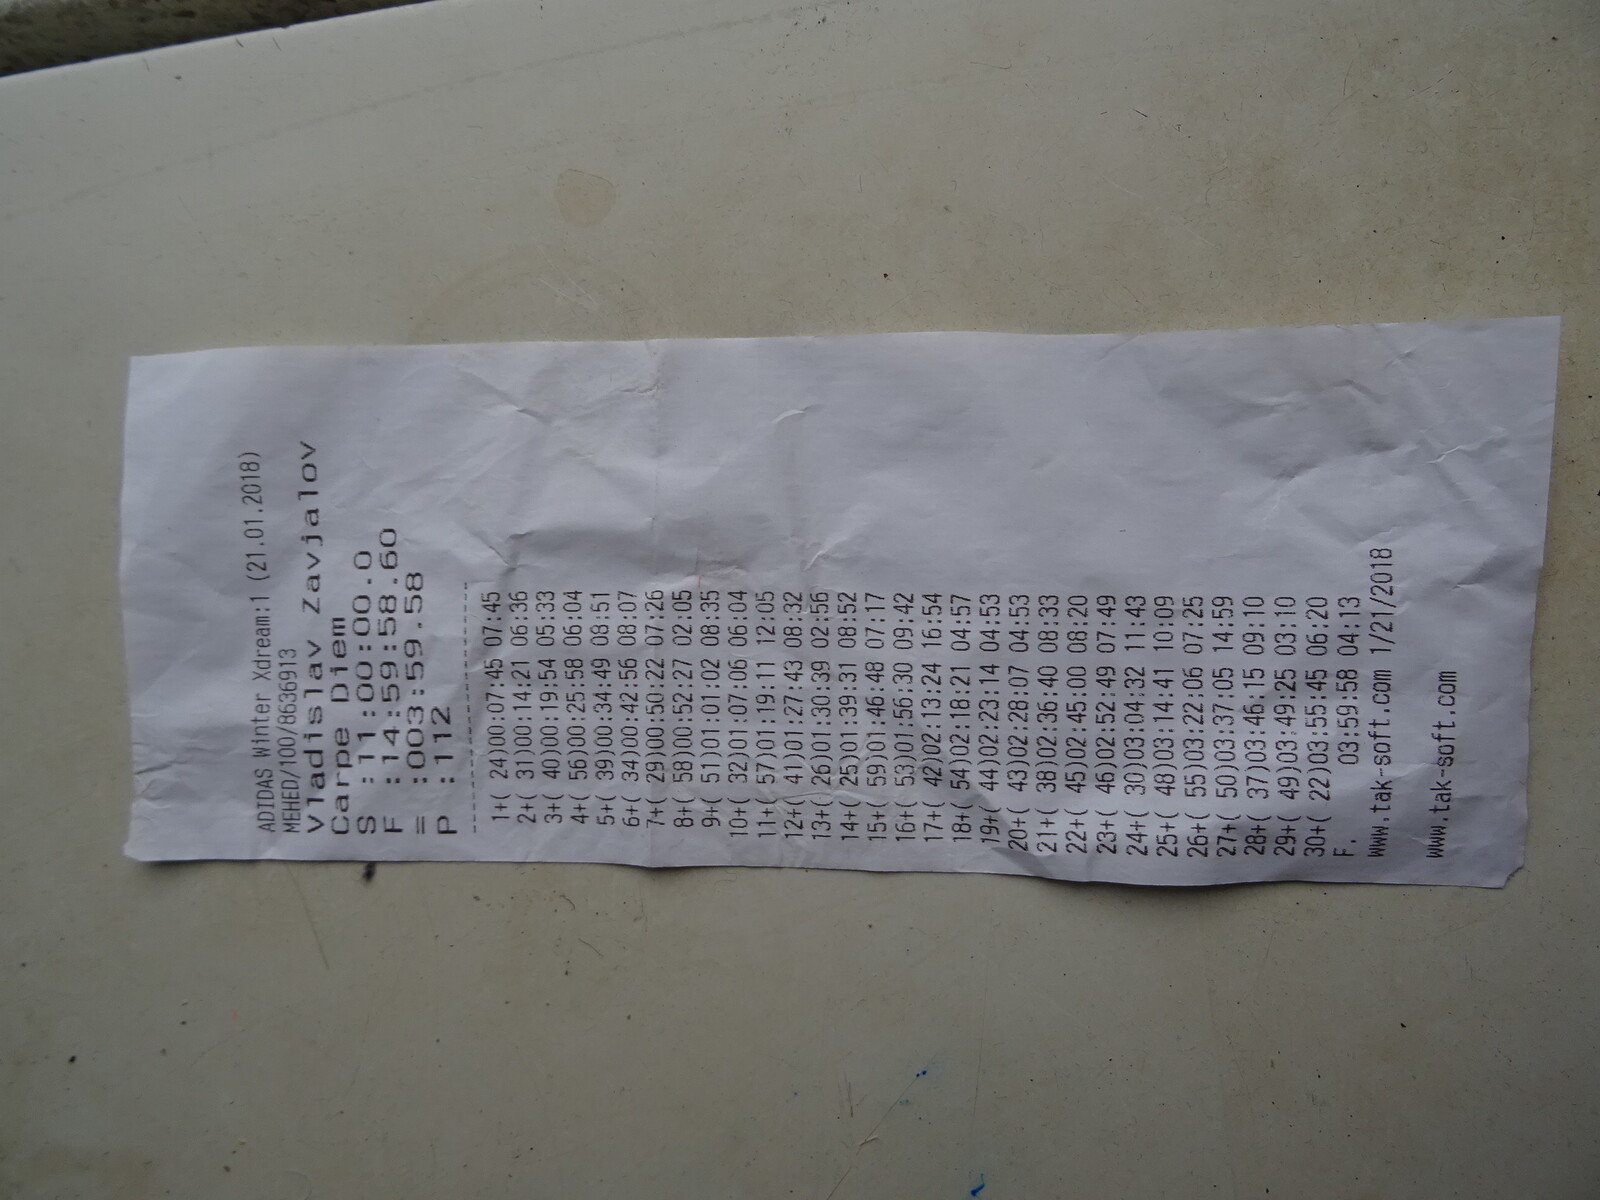 ADIDAS Winter Xdream:1 (21.01.2018)
MEHED/100/8636913
Vladislav Zavjalov
Carpe Diem
S :11:00:00.0
F :14:59:58.60
= :003:59.58
P :112
--------------------------------
1+( 24)00:07:45 07:45
2+( 31)00:14:21 06:36
3+( 40)00:19:54 05:33
4+( 56)00:25:58 06:04
5+( 39)00:34:49 08:51
6+( 34)00:42:56 08:07
7+( 29)00:50:22 07:26
8+( 58)00:52:27 02:05
9+( 51)01:01:02 08:35
10+( 32)01:07:06 06:04
11+( 57)01:19:11 12:05
12+( 41)01:27:43 08:32
13+( 26)01:30:39 02:56
14+( 25)01:39:31 08:52
15+( 59)01:46:48 07:17
16+( 53)01:56:30 09:42
17+( 42)02:13:24 16:54
18+( 54)02:18:21 04:57
19+( 44)02:23:14 04:53
20+( 43)02:28:07 04:53
21+( 38)02:36:40 08:33
22+( 45)02:45:00 08:20
23+( 46)02:52:49 07:49
24+( 30)03:04:32 11:43
25+( 48)03:14:41 10:09
26+( 55)03:22:06 07:25
27+( 50)03:37:05 14:59
28+( 37)03:46:15 09:10
29+( 49)03:49:25 03:10
30+( 22)03:55:45 06:20
F. 03:59:58 04:13
www.tak-soft.com 1/21/2018
www.tak-soft.com